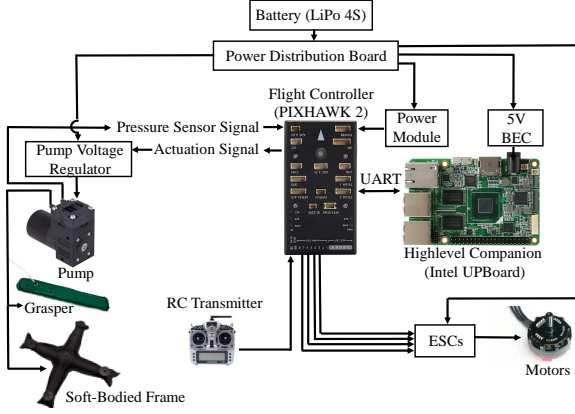 Battery (LiPo 4S)
Power Distribution Board
Flight Controller
(PIXHAWK 2)
Power
Module
5V
BEC
Pressure Sensor Signal
Actuation Signal
Pump Voltage
Regulator
UART
Pump
Highlevel Companion
(Intel UPBoard)
Grasper
RC Transmitter
ESCs
Motors
Soft-Bodied Frame